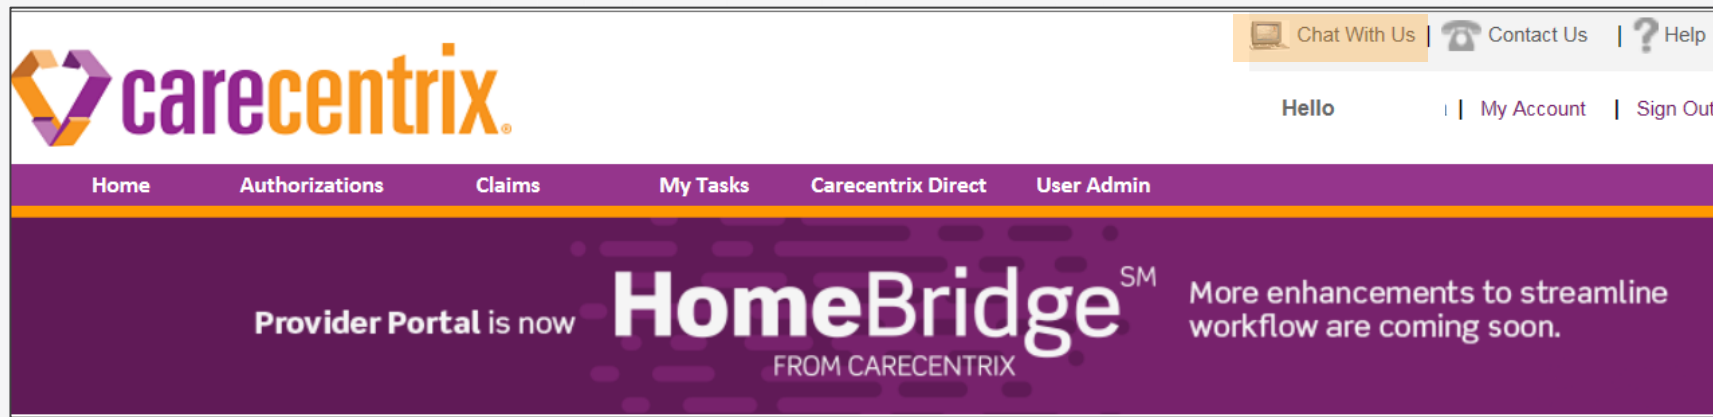 Chat With Us | Contact Us | Help
carecentrix®
Hello | My Account | Sign Out
Home Authorizations Claims My Tasks Carecentrix Direct User Admin
Provider Portal is now HomeBridge SM
FROM CARECENTRIX
More enhancements to streamline
workflow are coming soon.